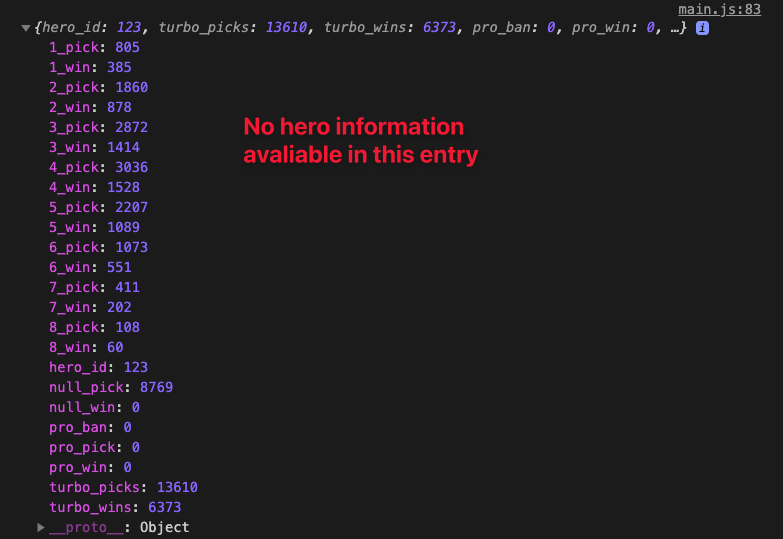 main.js:83
{hero_id: 123, turbo_picks: 13610, turbo_wins: 6373, pro_ban: 0, pro_win: 0, …} i
1_pick: 805
1_win: 385
2_pick: 1860
2_win: 878
3_pick: 2872
3_win: 1414
4_pick: 3036
4_win: 1528
5_pick: 2207
5_win: 1089
6_pick: 1073
6_win: 551
7_pick: 411
7_win: 202
8_pick: 108
8_win: 60
hero_id: 123
null_pick: 8769
null_win: 0
pro_ban: 0
pro_pick: 0
pro_win: 0
turbo_picks: 13610
turbo_wins: 6373
__proto__: Object
No hero information
avaliable in this entry